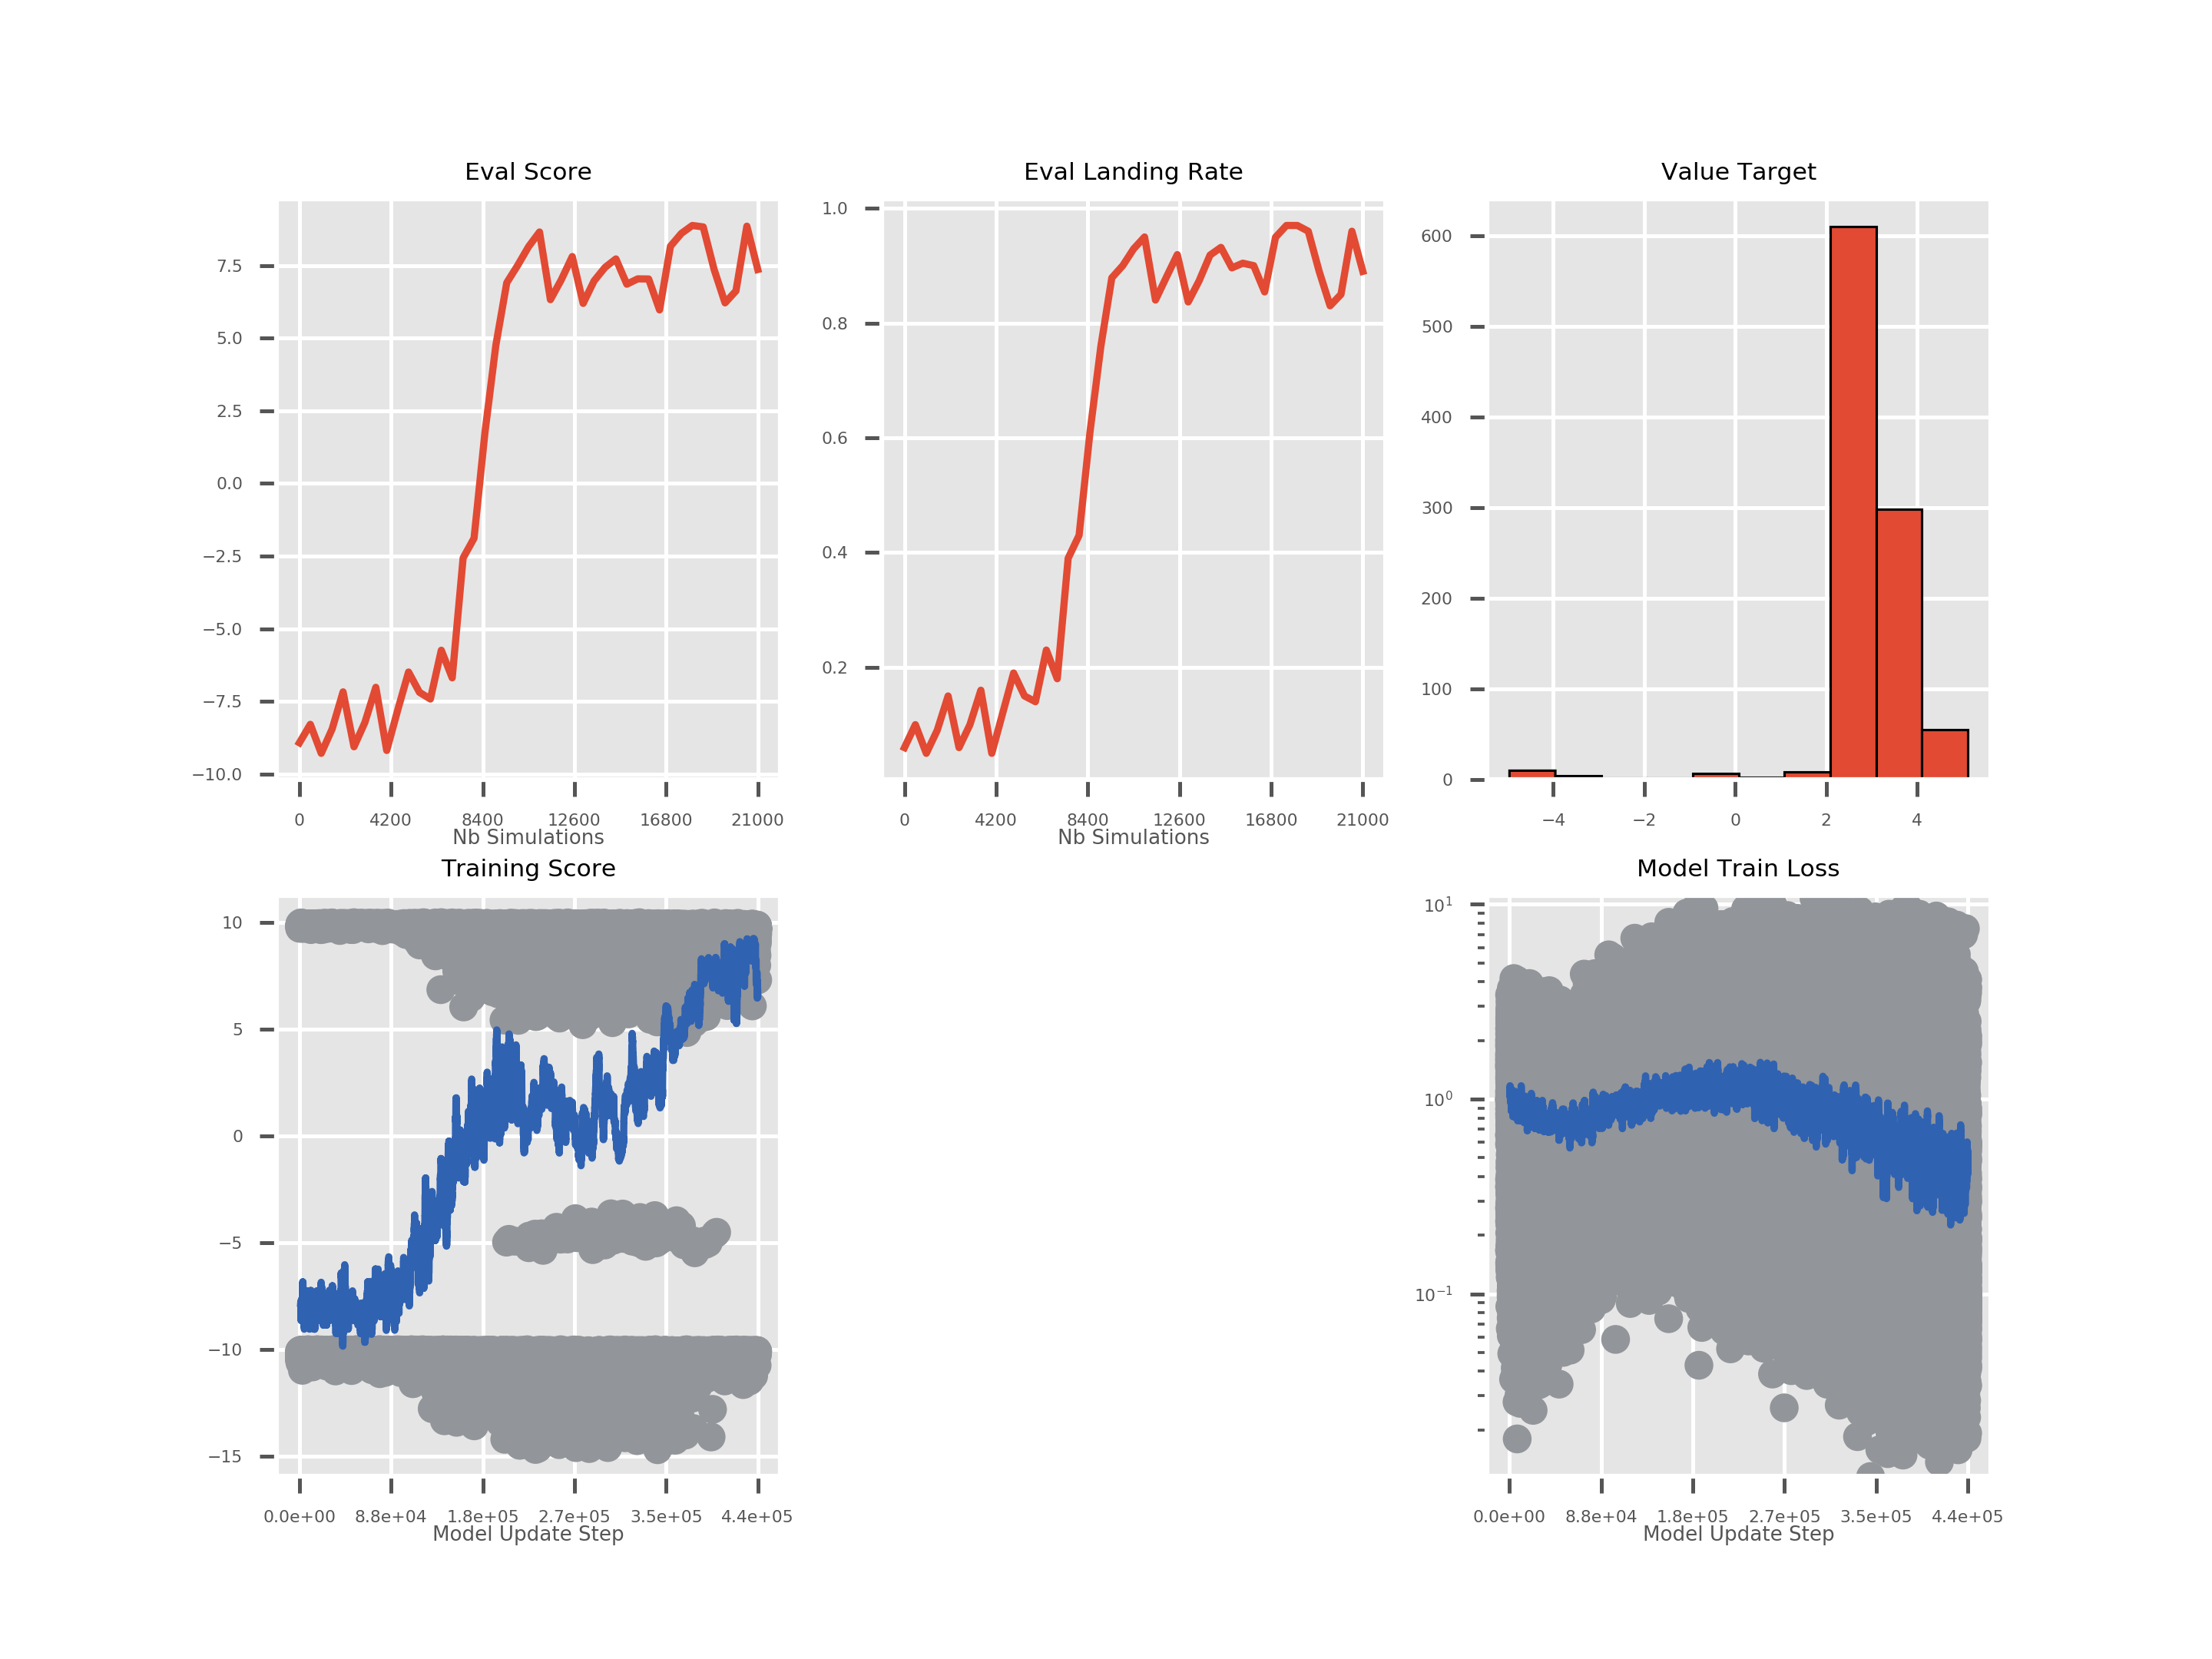 Eval Score
7.5
5.0
2.5
0.0
−2.5
−5.0
−7.5
−10.0
0 4200 8400 12600 16800 21000
Nb Simulations
Eval Landing Rate
1.0
0.8
0.6
0.4
0.2
0 4200 8400 12600 16800 21000
Nb Simulations
Value Target
600
500
400
300
200
100
0
−4 −2 0 2 4
Training Score
10
5
0
−5
−10
−15
0.0e+00 8.8e+04 1.8e+05 2.7e+05 3.5e+05 4.4e+05
Model Update Step
Model Train Loss
10¹
10⁰
10⁻¹
0.0e+00 8.8e+04 1.8e+05 2.7e+05 3.5e+05 4.4e+05
Model Update Step